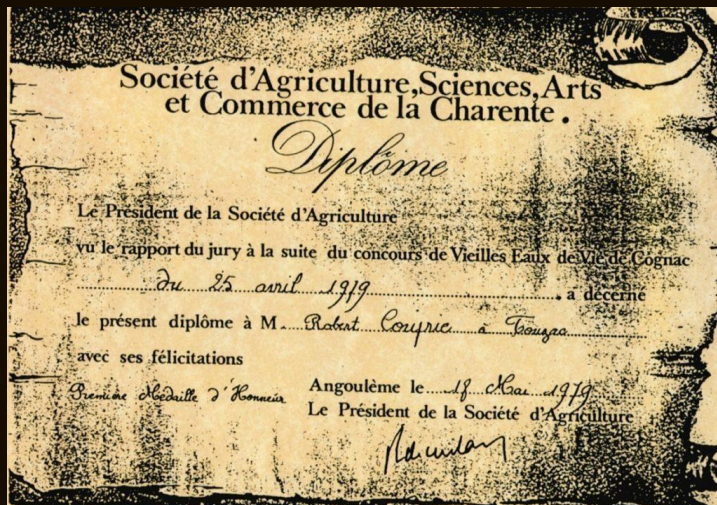 Société d'Agriculture,Sciences,Arts
et Commerce de la Charente.
Diplôme
Le Président de la Société d'Agriculture
vu le rapport du jury à la suite du concours de Vieilles Eaux de Vie de Cognac
du 25 avril 1979 a décerné
le présent diplôme à M. Robert à Touzac
avec ses félicitations
Première Médaille d'Honneur
Angoulème le 18 Mai 1979
Le Président de la Société d'Agriculture